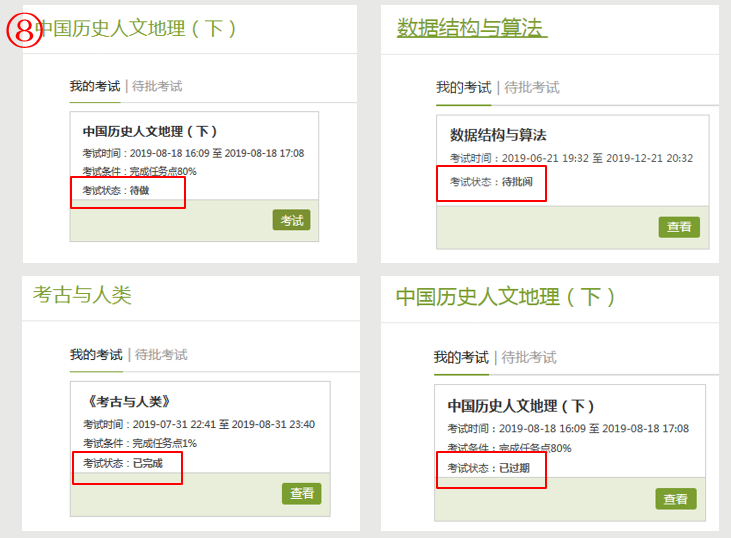 ⑧
中国历史人文地理（下）
我的考试 | 待批考试
中国历史人文地理（下）
考试时间：2019-08-18 16:09 至 2019-08-18 17:08
考试条件：完成任务点80%
考试状态：待做
考试
数据结构与算法
我的考试 | 待批考试
数据结构与算法
考试时间：2019-06-21 19:32 至 2019-12-21 20:32
考试状态：待批阅
查看
考古与人类
我的考试 | 待批考试
《考古与人类》
考试时间：2019-07-31 22:41 至 2019-08-31 23:40
考试条件：完成任务点1%
考试状态：已完成
查看
中国历史人文地理（下）
我的考试 | 待批考试
中国历史人文地理（下）
考试时间：2019-08-18 16:09 至 2019-08-18 17:08
考试条件：完成任务点80%
考试状态：已过期
查看